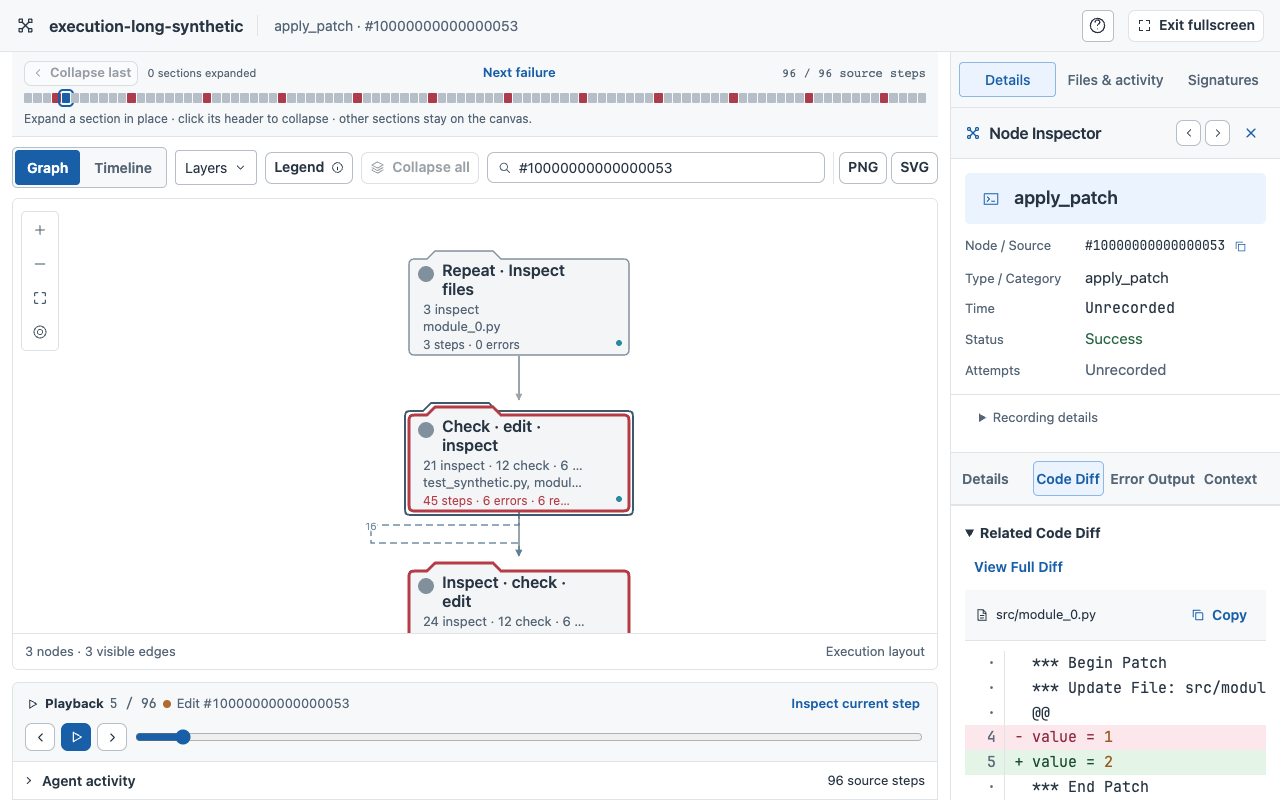 execution-long-synthetic
apply_patch · #10000000000000053
Exit fullscreen
Collapse last
0 sections expanded
Next failure
96 / 96 source steps
Expand a section in place · click its header to collapse · other sections stay on the canvas.
Graph
Timeline
Layers
Legend
Collapse all
#10000000000000053
PNG
SVG
Repeat · Inspect
files
3 inspect
module_0.py
3 steps · 0 errors
Check · edit ·
inspect
21 inspect · 12 check · 6 ...
test_synthetic.py, modul...
45 steps · 6 errors · 6 re...
16
Inspect · check ·
edit
24 inspect · 12 check · 6 ...
3 nodes · 3 visible edges
Execution layout
Playback 5 / 96 Edit #10000000000000053
Inspect current step
Agent activity
96 source steps
Details
Files & activity
Signatures
Node Inspector
apply_patch
Node / Source #10000000000000053
Type / Category apply_patch
Time Unrecorded
Status Success
Attempts Unrecorded
Recording details
Details
Code Diff
Error Output
Context
Related Code Diff
View Full Diff
src/module_0.py
Copy
· *** Begin Patch
· *** Update File: src/modul
· @@
4 - value = 1
5 + value = 2
· *** End Patch